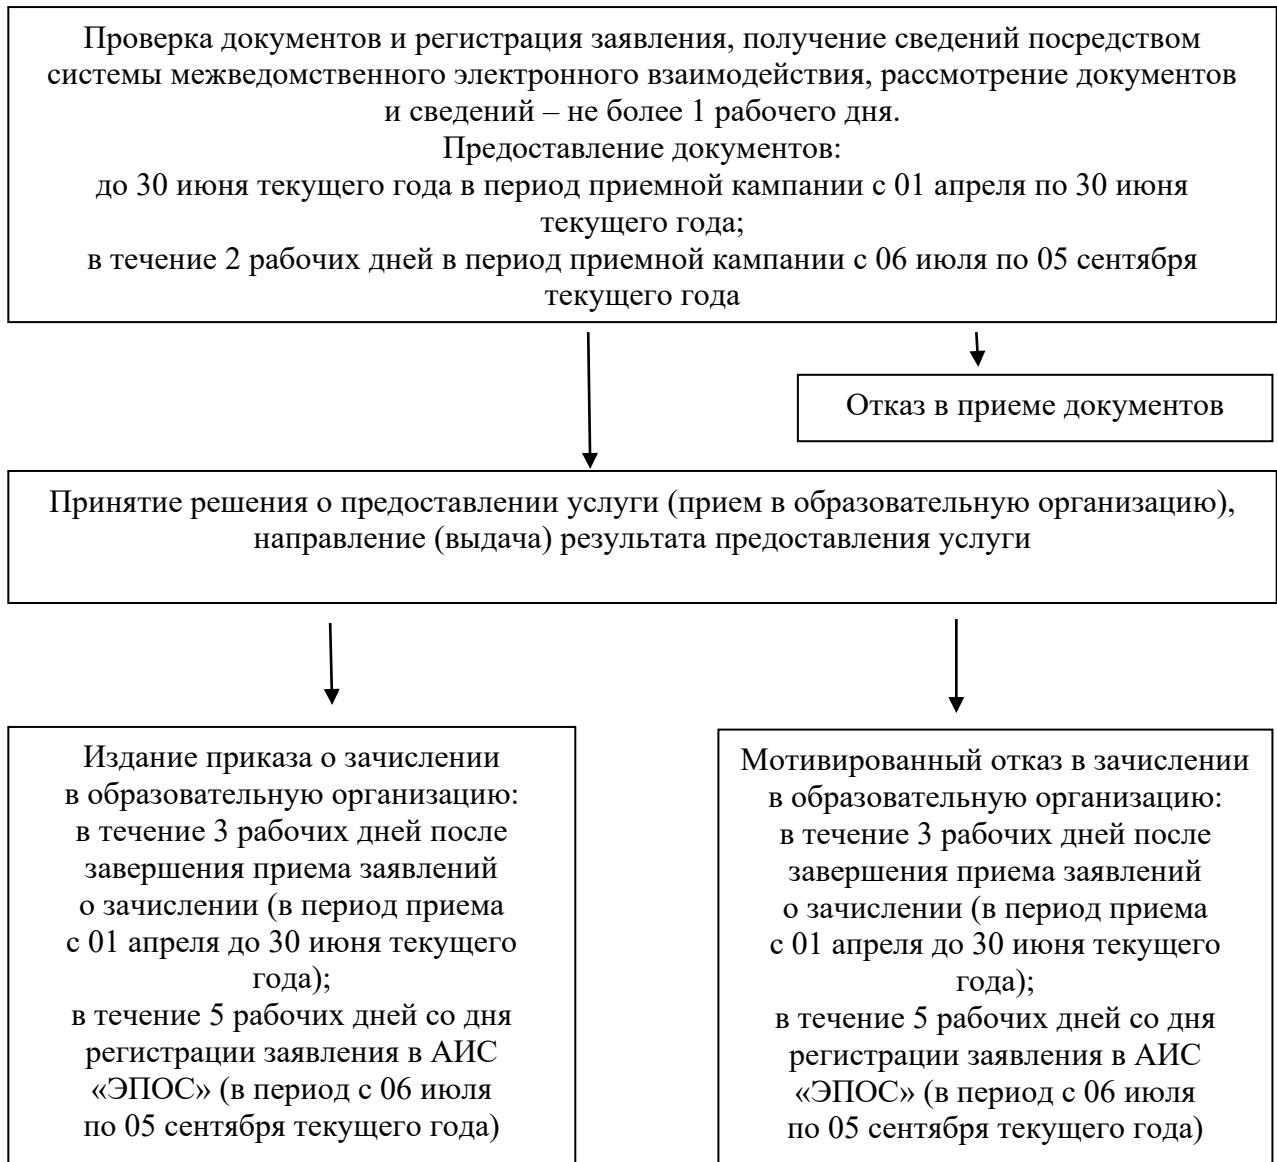 Проверка документов и регистрация заявления, получение сведений посредством
системы межведомственного электронного взаимодействия, рассмотрение документов
и сведений – не более 1 рабочего дня.
Предоставление документов:
до 30 июня текущего года в период приемной кампании с 01 апреля по 30 июня
текущего года;
в течение 2 рабочих дней в период приемной кампании с 06 июля по 05 сентября
текущего года
Отказ в приеме документов
Принятие решения о предоставлении услуги (прием в образовательную организацию),
направление (выдача) результата предоставления услуги
Издание приказа о зачислении
в образовательную организацию:
в течение 3 рабочих дней после
завершения приема заявлений
о зачислении (в период приема
с 01 апреля до 30 июня текущего
года);
в течение 5 рабочих дней со дня
регистрации заявления в АИС
«ЭПОС» (в период с 06 июля
по 05 сентября текущего года)
Мотивированный отказ в зачислении
в образовательную организацию:
в течение 3 рабочих дней после
завершения приема заявлений
о зачислении (в период приема
с 01 апреля до 30 июня текущего
года);
в течение 5 рабочих дней со дня
регистрации заявления в АИС
«ЭПОС» (в период с 06 июля
по 05 сентября текущего года)